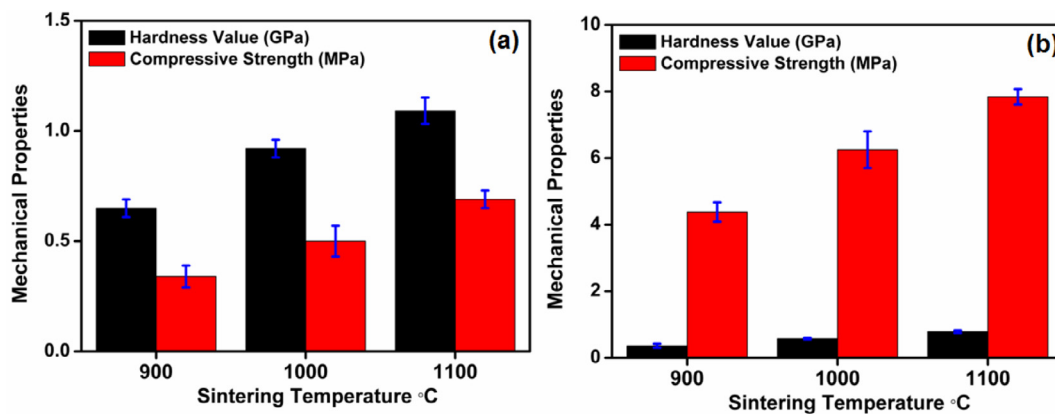 (a)
Hardness Value (GPa)
Compressive Strength (MPa)
Mechanical Properties
1.5
1.0
0.5
0.0
900
1000
1100
Sintering Temperature °C
(b)
Hardness Value (GPa)
Compressive Strength (MPa)
Mechanical Properties
10
8
6
4
2
0
900
1000
1100
Sintering Temperature °C